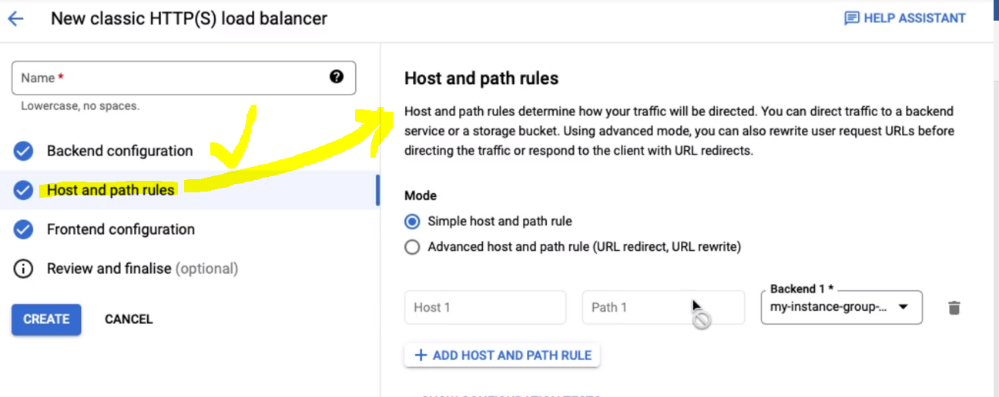 New classic HTTP(S) load balancer
HELP ASSISTANT
Name *
Lowercase, no spaces.
Backend configuration
Host and path rules
Frontend configuration
Review and finalise (optional)
CREATE
CANCEL
Host and path rules
Host and path rules determine how your traffic will be directed. You can direct traffic to a backend
service or a storage bucket. Using advanced mode, you can also rewrite user request URLs before
directing the traffic or respond to the client with URL redirects.
Mode
Simple host and path rule
Advanced host and path rule (URL redirect, URL rewrite)
Host 1
Path 1
Backend 1 *
my-instance-group-...
+ ADD HOST AND PATH RULE